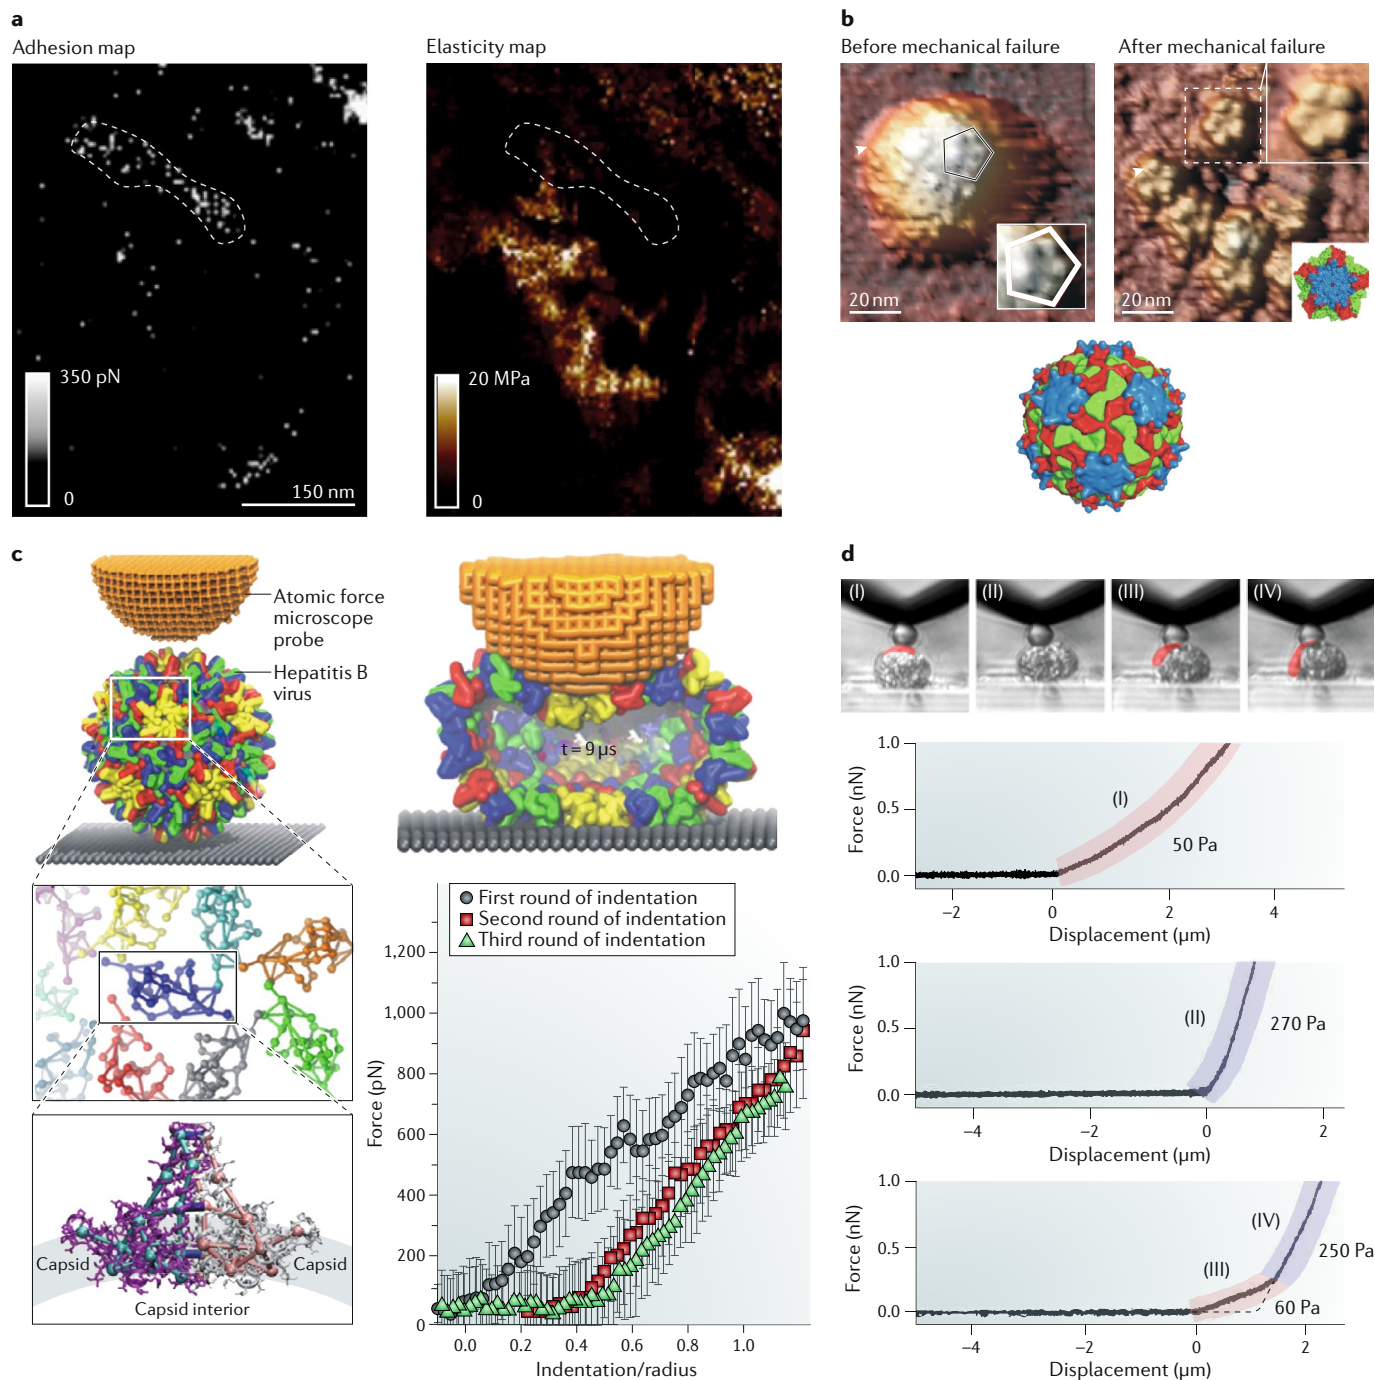 a
Adhesion map
Elasticity map
350 pN
0
150 nm
20 MPa
0
b
Before mechanical failure
After mechanical failure
20 nm
20 nm
c
Atomic force
microscope
probe
Hepatitis B
virus
t = 9 µs
Capsid
Capsid
Capsid interior
First round of indentation
Second round of indentation
Third round of indentation
Force (pN)
1,200
1,000
800
600
400
200
0
0.0 0.2 0.4 0.6 0.8 1.0
Indentation/radius
d
(I)
(II)
(III)
(IV)
Force (nN)
1.0
0.5
0.0
(I)
50 Pa
−2 0 2 4
Displacement (µm)
Force (nN)
1.0
0.5
0.0
(II)
270 Pa
−4 −2 0 2
Displacement (µm)
Force (nN)
1.0
0.5
0.0
(IV)
250 Pa
(III)
60 Pa
−4 −2 0 2
Displacement (µm)